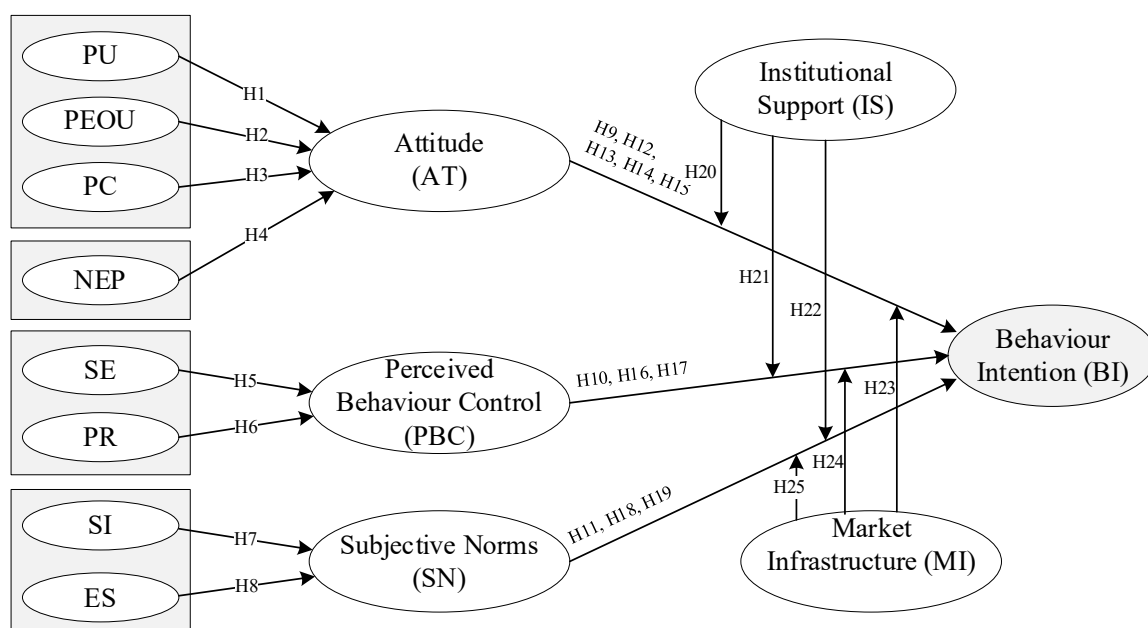 PU
PEOU
PC
NEP
SE
PR
SI
ES
H1
H2
H3
H4
H5
H6
H7
H8
Attitude
(AT)
Perceived
Behaviour Control
(PBC)
Subjective Norms
(SN)
H9, H12,
H13, H14, H15
H10, H16, H17
H11, H18, H19
Institutional
Support (IS)
H20
H21
H22
H23
H24
H25
Market
Infrastructure (MI)
Behaviour
Intention (BI)